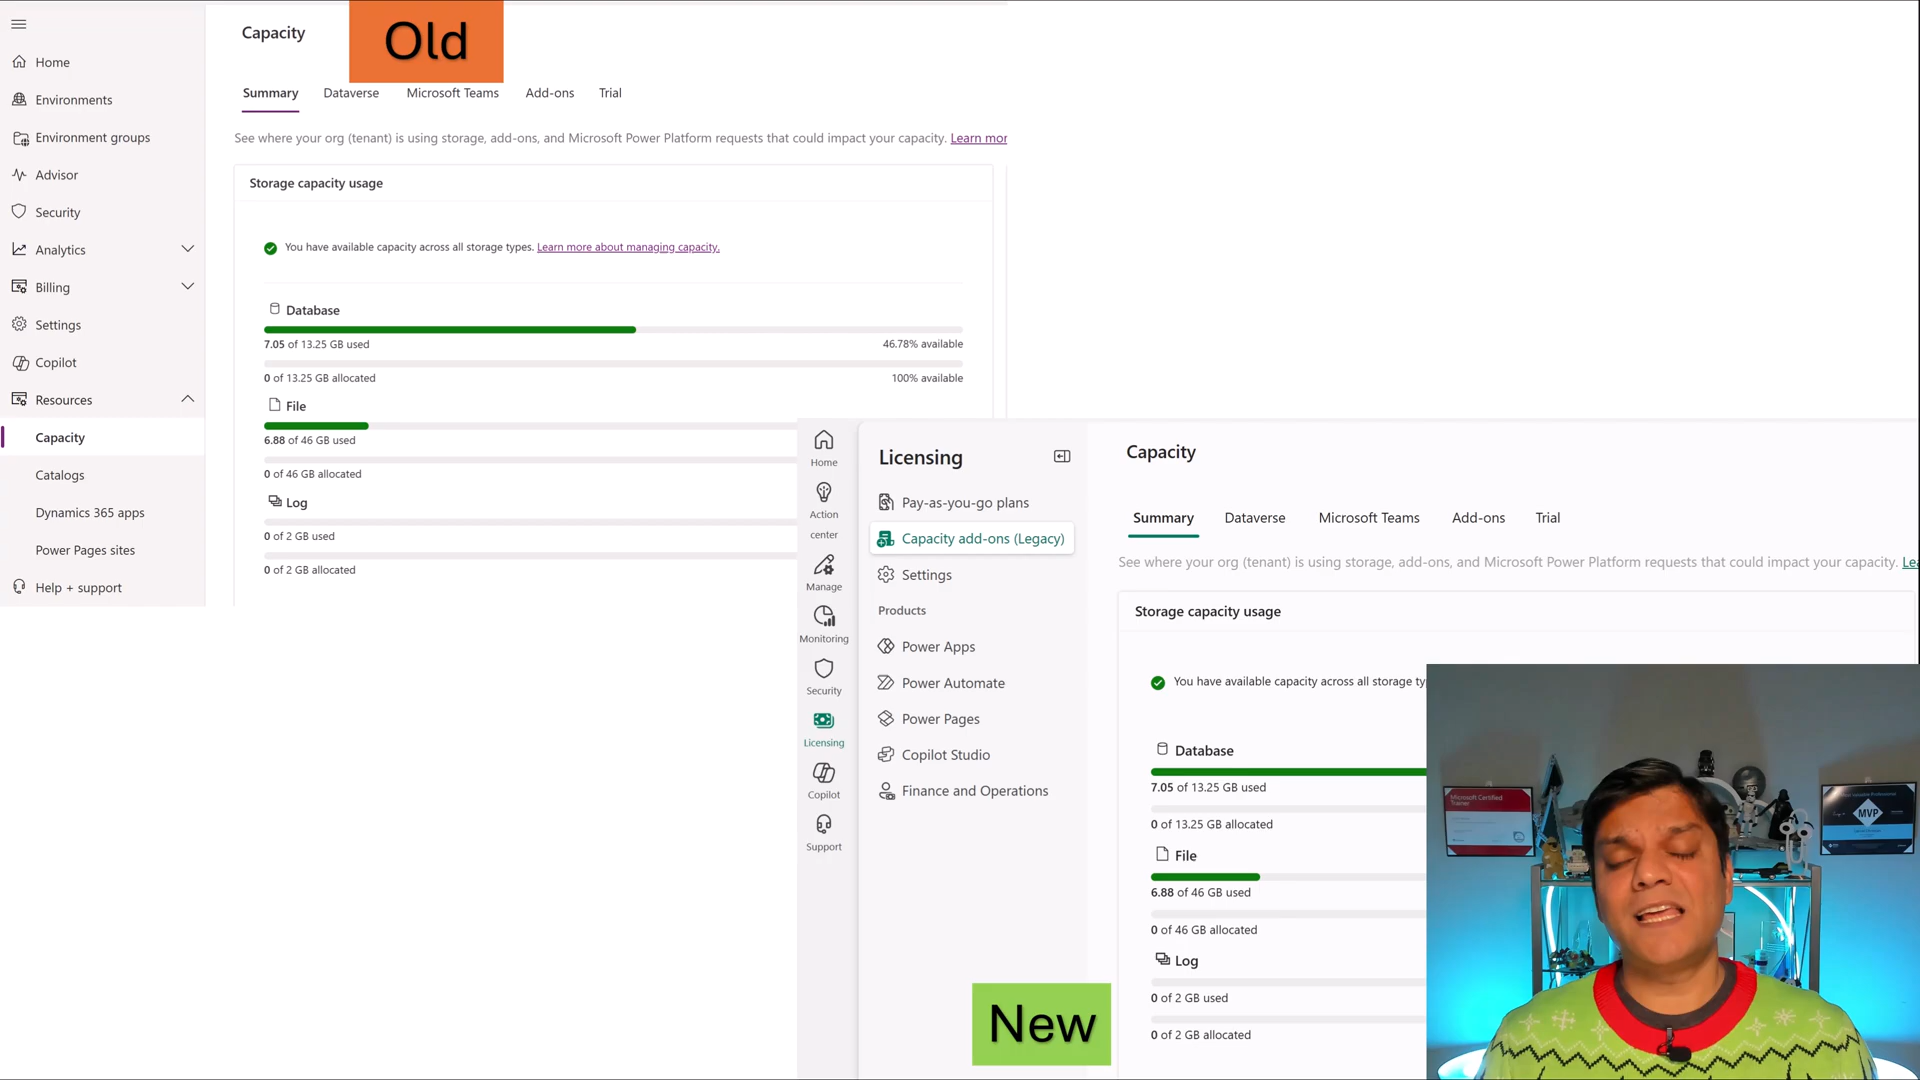 Capacity
Old
Home
Environments
Environment groups
Advisor
Security
Analytics
Billing
Settings
Copilot
Resources
Capacity
Catalogs
Dynamics 365 apps
Power Pages sites
Help + support
Summary
Dataverse
Microsoft Teams
Add-ons
Trial
See where your org (tenant) is using storage, add-ons, and Microsoft Power Platform requests that could impact your capacity. Learn mor
Storage capacity usage
You have available capacity across all storage types. Learn more about managing capacity.
Database
7.05 of 13.25 GB used
46.78% available
0 of 13.25 GB allocated
100% available
File
6.88 of 46 GB used
0 of 46 GB allocated
Log
0 of 2 GB used
0 of 2 GB allocated
Home
Action
center
Manage
Monitoring
Security
Licensing
Copilot
Support
Licensing
Pay-as-you-go plans
Capacity add-ons (Legacy)
Settings
Products
Power Apps
Power Automate
Power Pages
Copilot Studio
Finance and Operations
New
Capacity
Summary
Dataverse
Microsoft Teams
Add-ons
Trial
See where your org (tenant) is using storage, add-ons, and Microsoft Power Platform requests that could impact your capacity. Lea
Storage capacity usage
You have available capacity across all storage ty
Database
7.05 of 13.25 GB used
0 of 13.25 GB allocated
File
6.88 of 46 GB used
0 of 46 GB allocated
Log
0 of 2 GB used
0 of 2 GB allocated
Microsoft Certified
Trainer
MVP